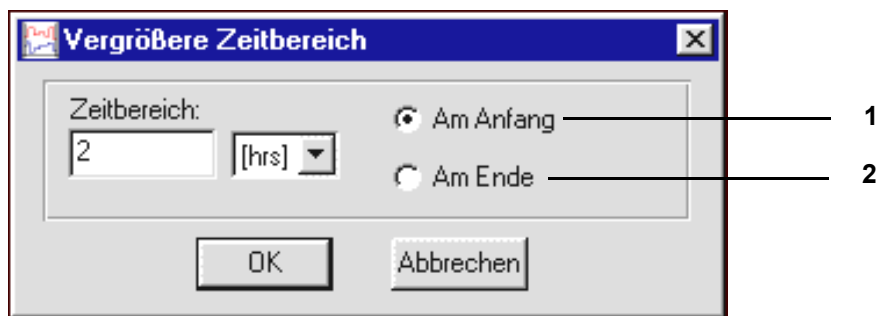 Vergrößere Zeitbereich
Zeitbereich:
2 [hrs]
Am Anfang 1
Am Ende 2
OK Abbrechen